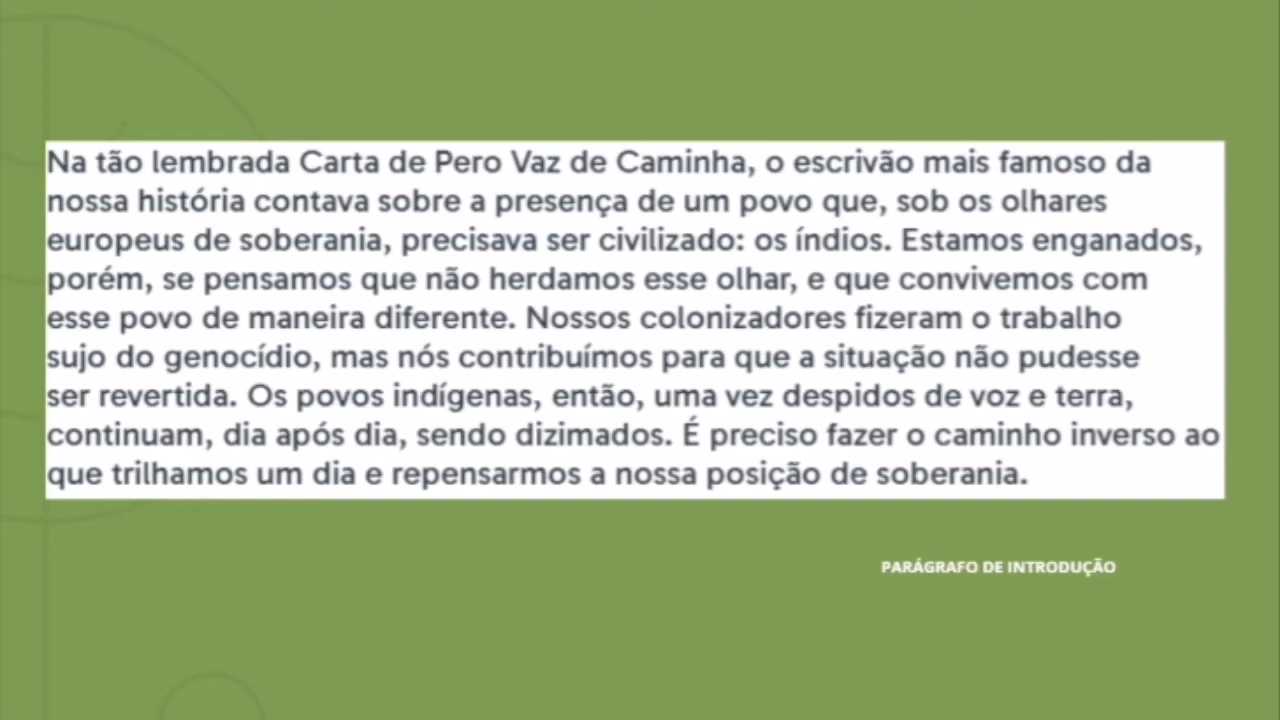 Na tão lembrada Carta de Pero Vaz de Caminha, o escrivão mais famoso da
nossa história contava sobre a presença de um povo que, sob os olhares
europeus de soberania, precisava ser civilizado: os índios. Estamos enganados,
porém, se pensamos que não herdamos esse olhar, e que convivemos com
esse povo de maneira diferente. Nossos colonizadores fizeram o trabalho
sujo do genocídio, mas nós contribuímos para que a situação não pudesse
ser revertida. Os povos indígenas, então, uma vez despidos de voz e terra,
continuam, dia após dia, sendo dizimados. É preciso fazer o caminho inverso ao
que trilhamos um dia e repensarmos a nossa posição de soberania.
PARÁGRAFO DE INTRODUÇÃO